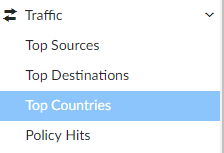 Traffic
Top Sources
Top Destinations
Top Countries
Policy Hits